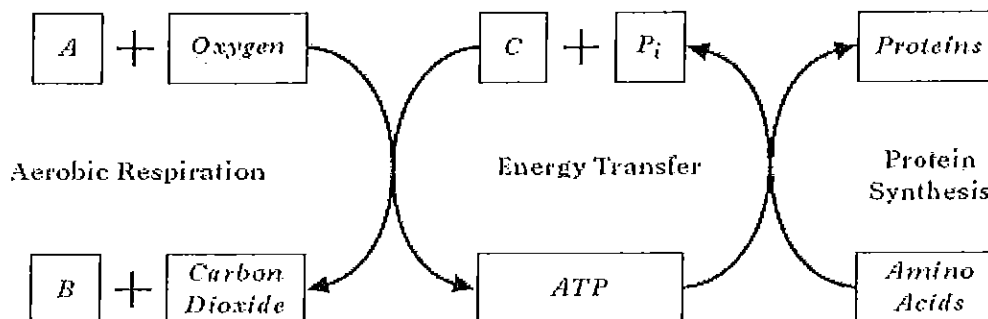 A + Oxygen C + Pi Proteins
Aerobic Respiration Energy Transfer Protein
Synthesis
B + Carbon
Dioxide ATP Amino
Acids